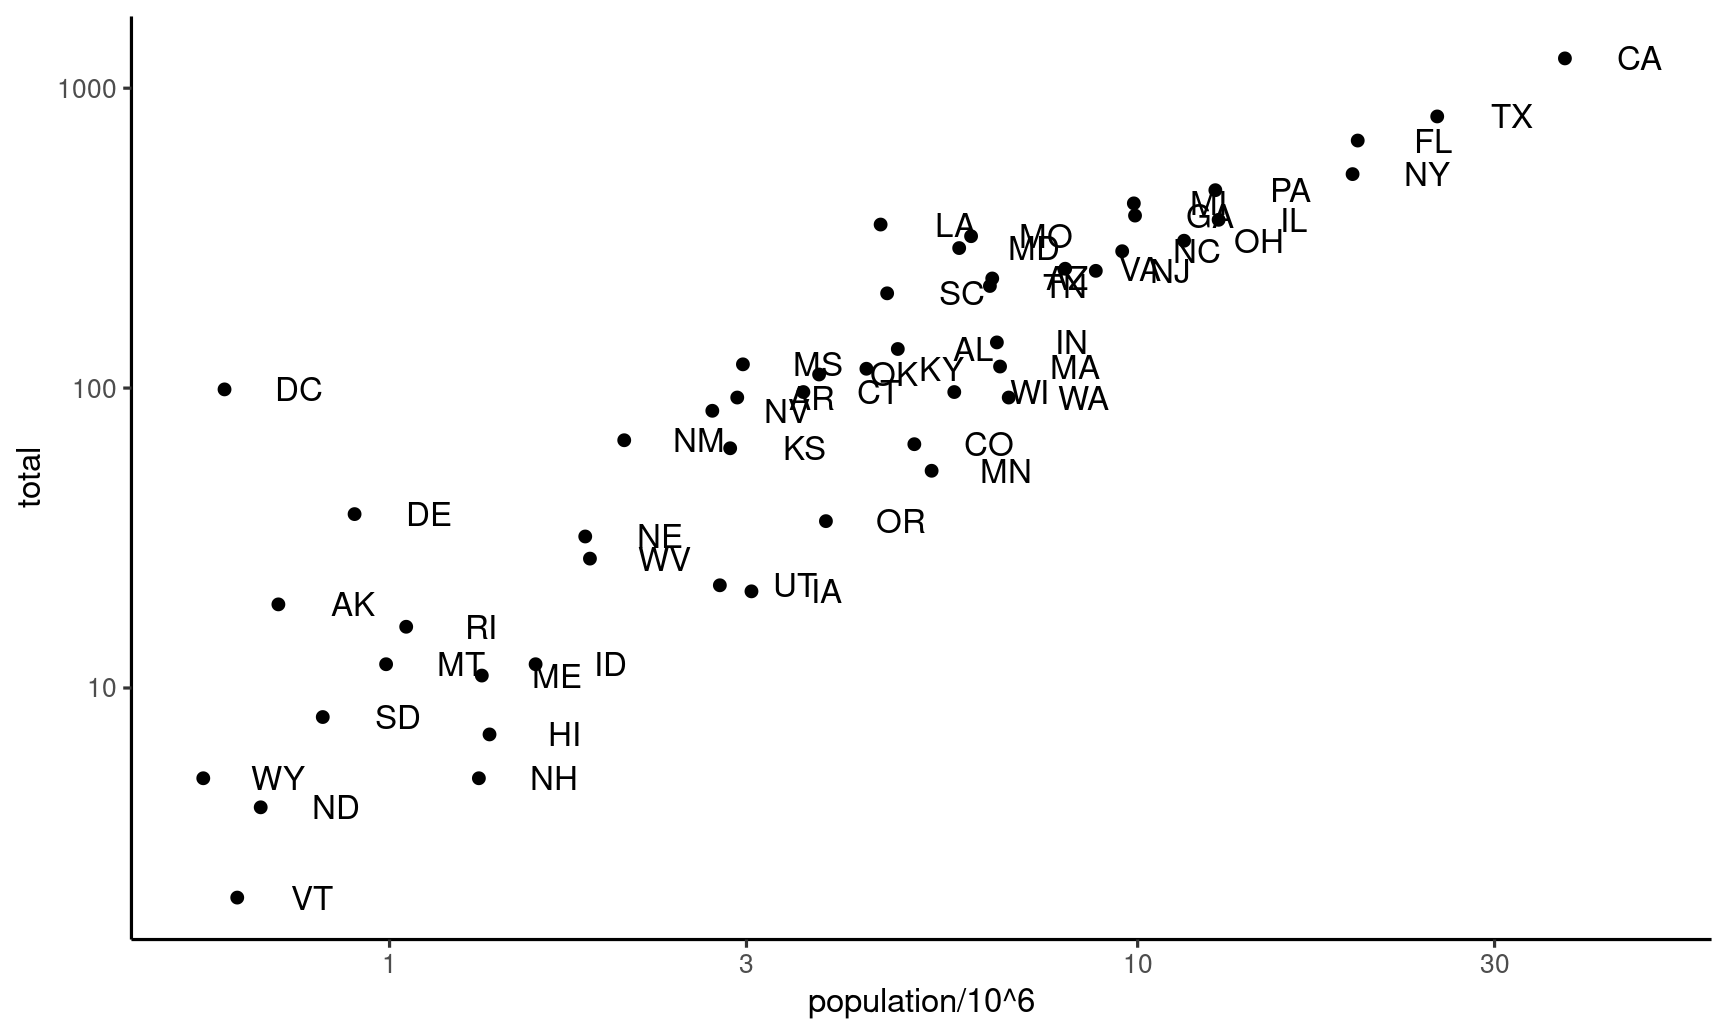 CA
1000
TX
FL
NY
PA
MI
GA
IL
LA
MO
OH
MD
NC
VA
NJ
AZ
TN
SC
IN
AL
MS
MA
KY
OK
100
DC
CT
WI
AR
WA
NV
NM
CO
KS
MN
total
DE
OR
NE
WV
UT
IA
AK
RI
MT
ID
ME
10
SD
HI
WY
NH
ND
VT
1
3
10
30
population/10^6